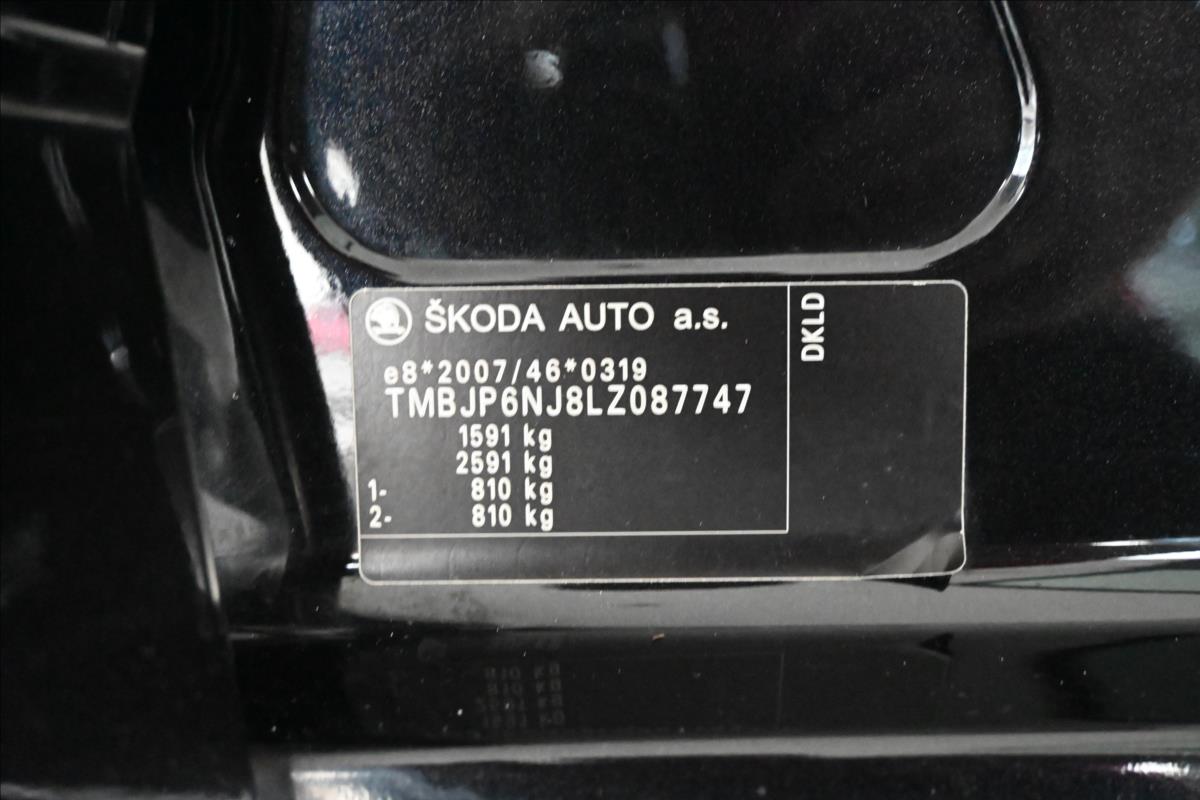 ŠKODA AUTO a.s.
e8*2007/46*0319
TMBJP6NJ8LZ087747
1591 kg
2591 kg
1- 810 kg
2- 810 kg
DKLD